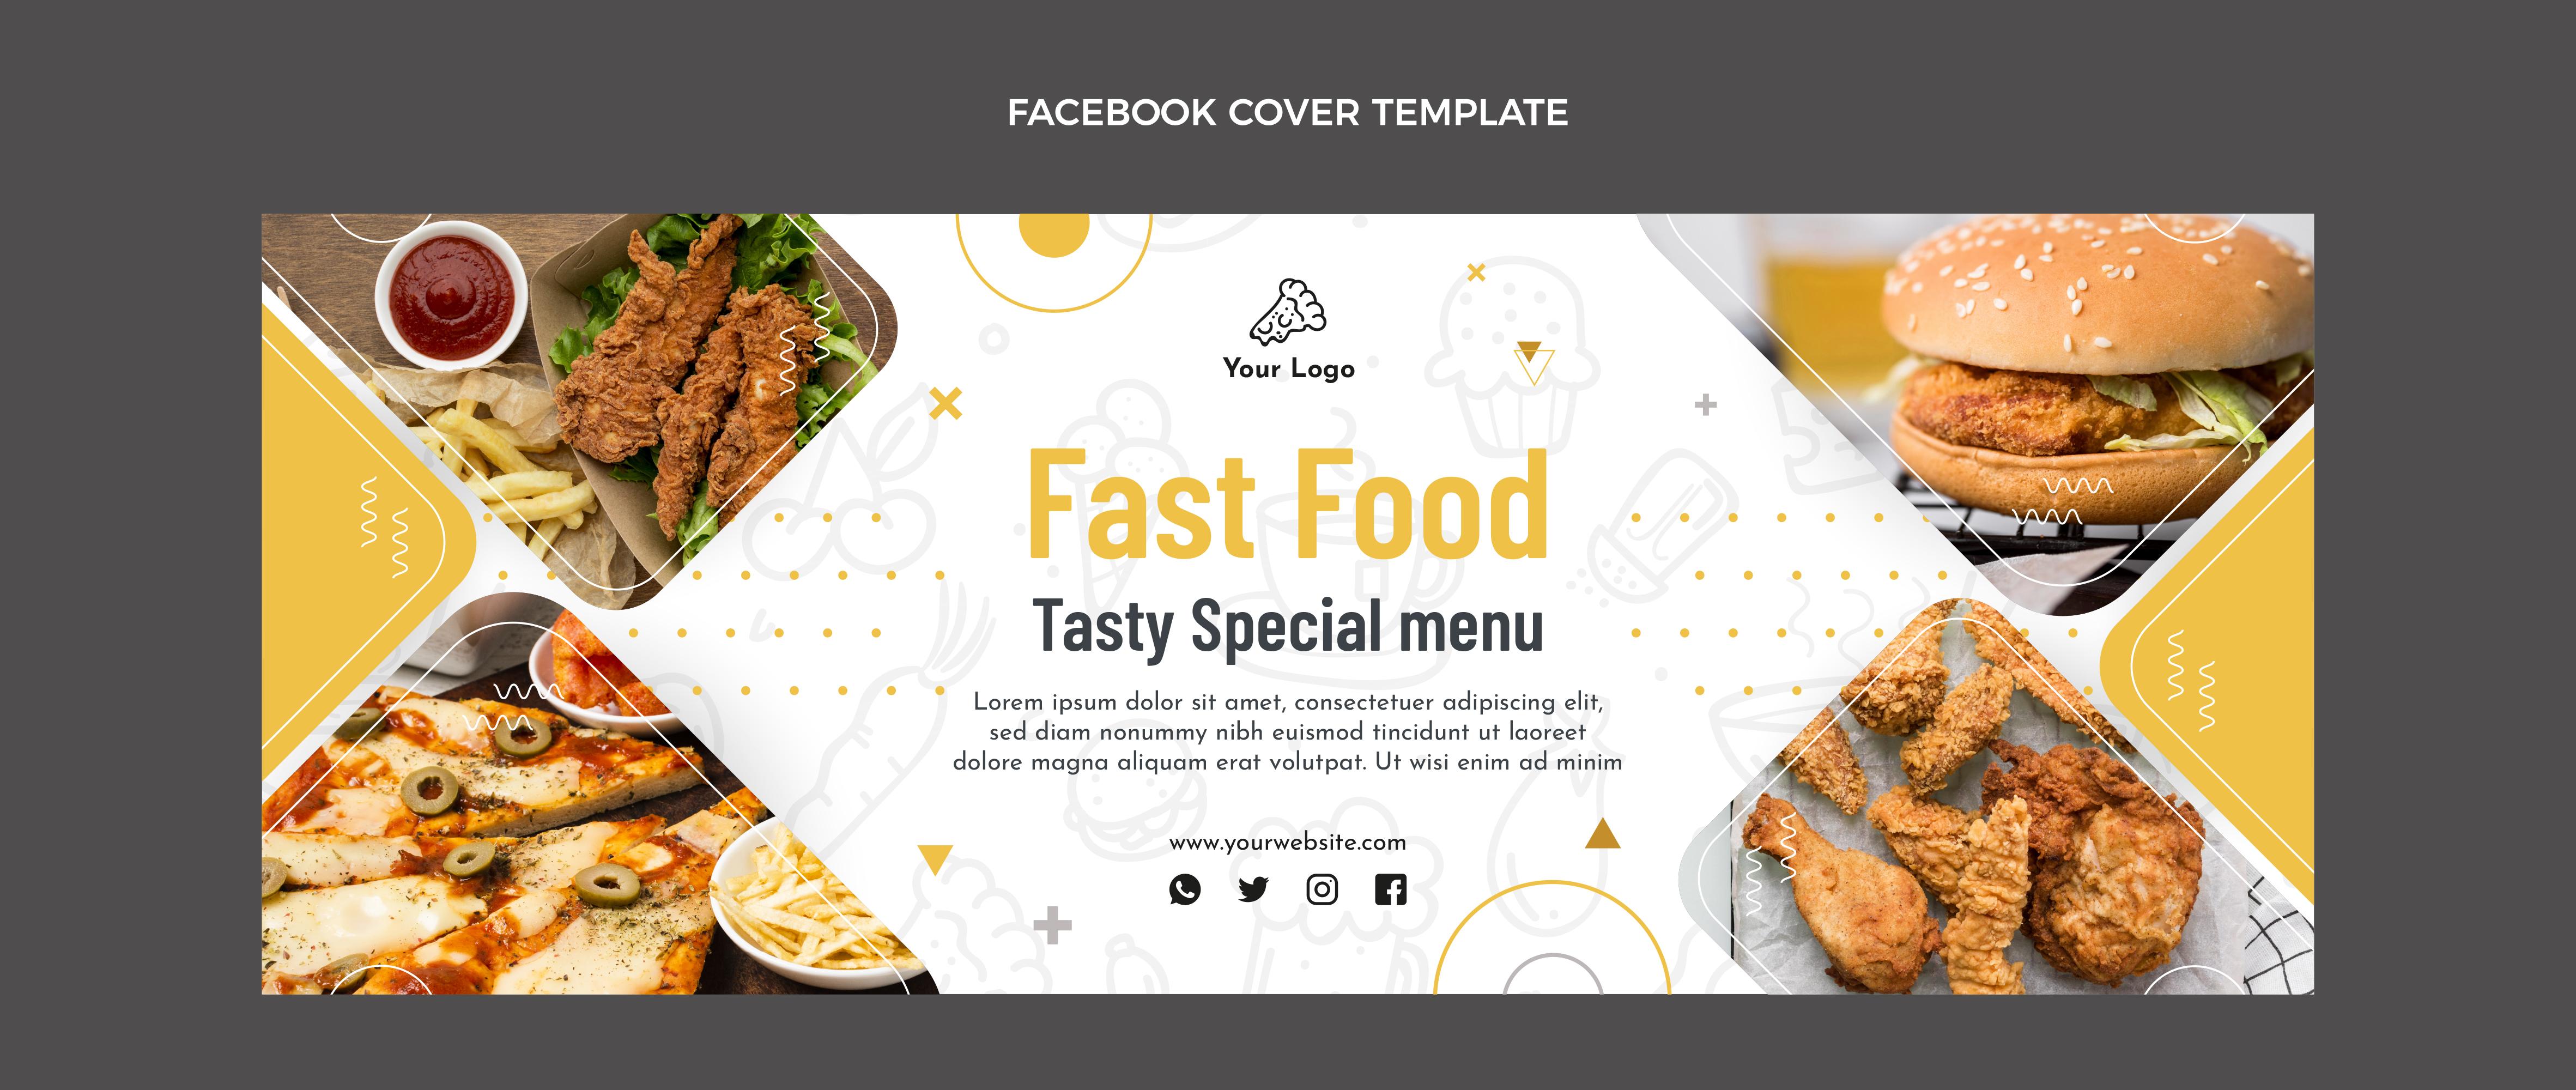 FACEBOOK COVER TEMPLATE
Your Logo
Fast Food
Tasty Special menu
Lorem ipsum dolor sit amet, consectetuer adipiscing elit,
sed diam nonummy nibh euismod tincidunt ut laoreet
dolore magna aliquam erat volutpat. Ut wisi enim ad minim
www.yourwebsite.com